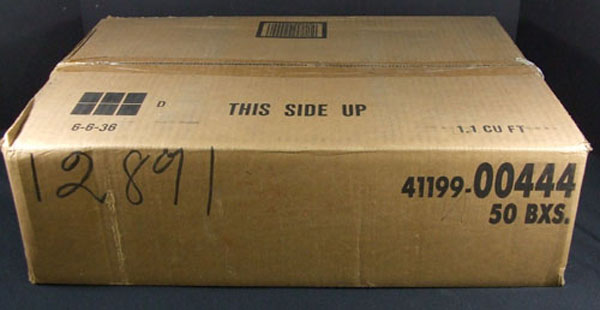 D
THIS SIDE UP
6-6-36
1.1 CU FT
12891
41199-00444
50 BXS.